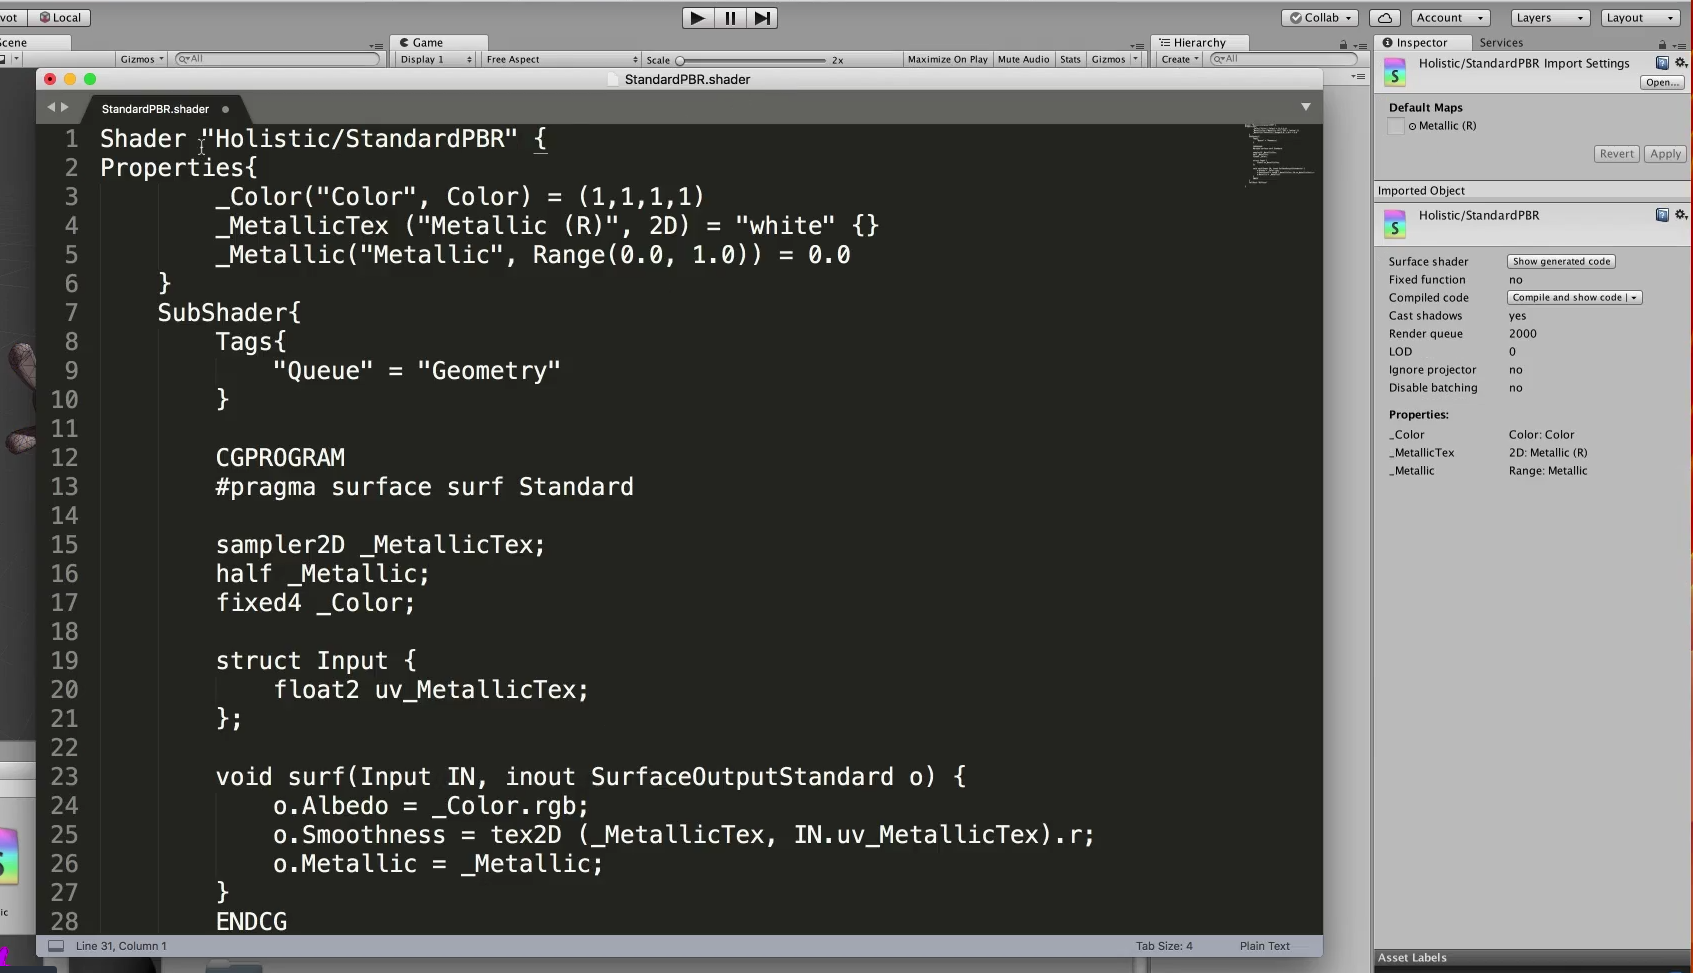 vot
Local
Collab
Account
Layers
Layout
Scene
Game
Hierarchy
Inspector
Services
Gizmos
All
Display 1
Free Aspect
Scale
2x
Maximize On Play
Mute Audio
Stats
Gizmos
Create
All
Holistic/StandardPBR Import Settings
Open...
StandardPBR.shader
StandardPBR.shader
1 Shader "Holistic/StandardPBR" {
2 Properties{
3 _Color("Color", Color) = (1,1,1,1)
4 _MetallicTex ("Metallic (R)", 2D) = "white" {}
5 _Metallic("Metallic", Range(0.0, 1.0)) = 0.0
6 }
7 SubShader{
8 Tags{
9 "Queue" = "Geometry"
10 }
11
12 CGPROGRAM
13 #pragma surface surf Standard
14
15 sampler2D _MetallicTex;
16 half _Metallic;
17 fixed4 _Color;
18
19 struct Input {
20 float2 uv_MetallicTex;
21 };
22
23 void surf(Input IN, inout SurfaceOutputStandard o) {
24 o.Albedo = _Color.rgb;
25 o.Smoothness = tex2D (_MetallicTex, IN.uv_MetallicTex).r;
26 o.Metallic = _Metallic;
27 }
28 ENDCG
Line 31, Column 1
Tab Size: 4
Plain Text
Default Maps
Metallic (R)
Revert
Apply
Imported Object
Holistic/StandardPBR
Surface shader Show generated code
Fixed function no
Compiled code Compile and show code
Cast shadows yes
Render queue 2000
LOD 0
Ignore projector no
Disable batching no
Properties:
_Color Color: Color
_MetallicTex 2D: Metallic (R)
_Metallic Range: Metallic
ic
Asset Labels